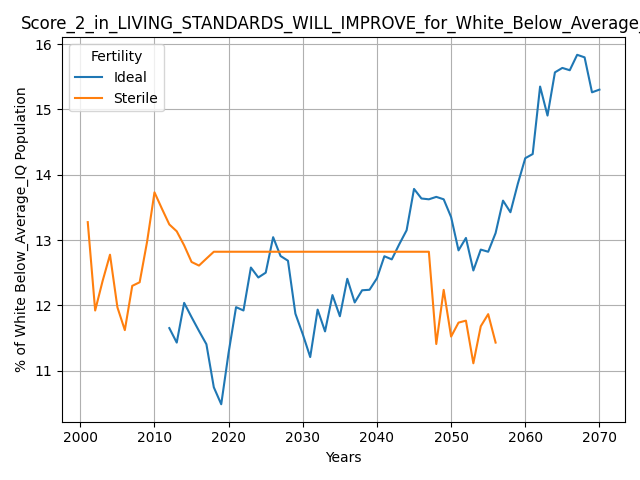 Score_2_in_LIVING_STANDARDS_WILL_IMPROVE_for_White_Below_Average_
Fertility
Ideal
Sterile
% of White Below_Average_IQ Population
16
15
14
13
12
11
2000 2010 2020 2030 2040 2050 2060 2070
Years